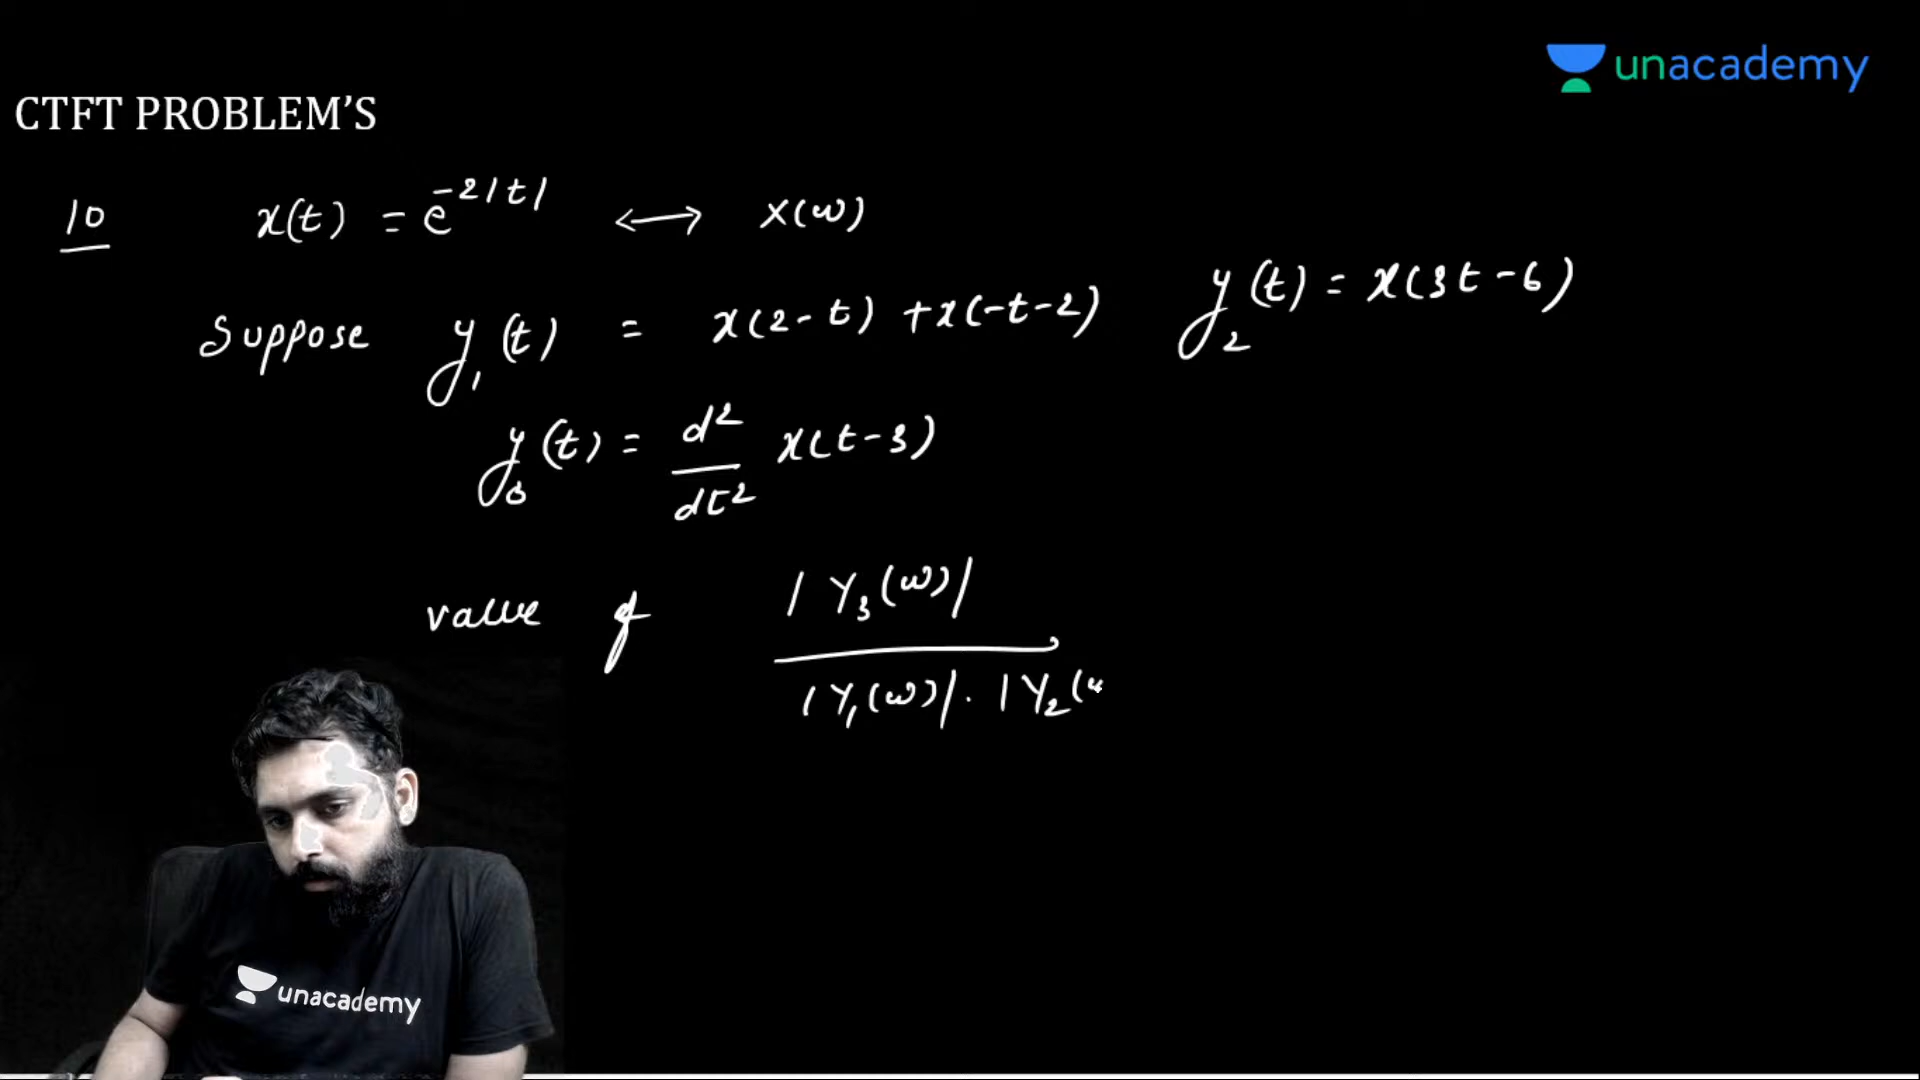 unacademy
CTFT PROBLEM’S
10 x(t) = e^{-2|t|} ↔ X(ω)
Suppose y₁(t) = x(2-t) + x(-t-2) y₂(t) = x(3t-6)
y₃(t) = d²/dt² x(t-3)
value of |Y₃(ω)|
|Y₁(ω)| . |Y₂(
unacademy